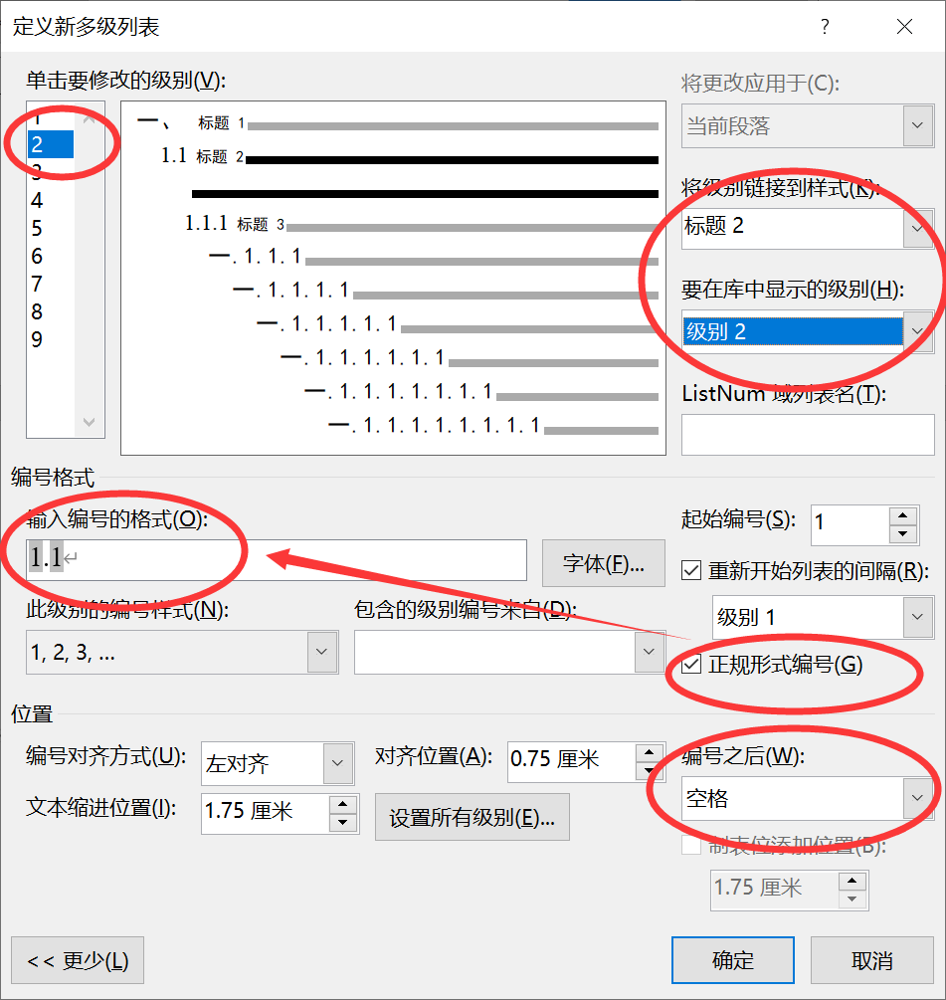 定义新多级列表
?
单击要修改的级别(V):
1
2
3
4
5
6
7
8
9
一、 标题 1
1.1 标题 2
1.1.1 标题 3
一.1.1.1
一.1.1.1.1
一.1.1.1.1.1
一.1.1.1.1.1.1
一.1.1.1.1.1.1.1
一.1.1.1.1.1.1.1.1
将更改应用于(C):
当前段落
将级别链接到样式(K):
标题 2
要在库中显示的级别(H):
级别 2
ListNum 域列表名(T):
编号格式
输入编号的格式(O):
1.1↵
字体(F)...
起始编号(S): 1
重新开始列表的间隔(R):
级别 1
此级别的编号样式(N):
1, 2, 3, ...
包含的级别编号来自(D):
正规形式编号(G)
位置
编号对齐方式(U): 左对齐
对齐位置(A): 0.75 厘米
编号之后(W):
空格
文本缩进位置(I): 1.75 厘米
设置所有级别(E)...
制表位添加位置(B):
1.75 厘米
<< 更少(L)
确定
取消